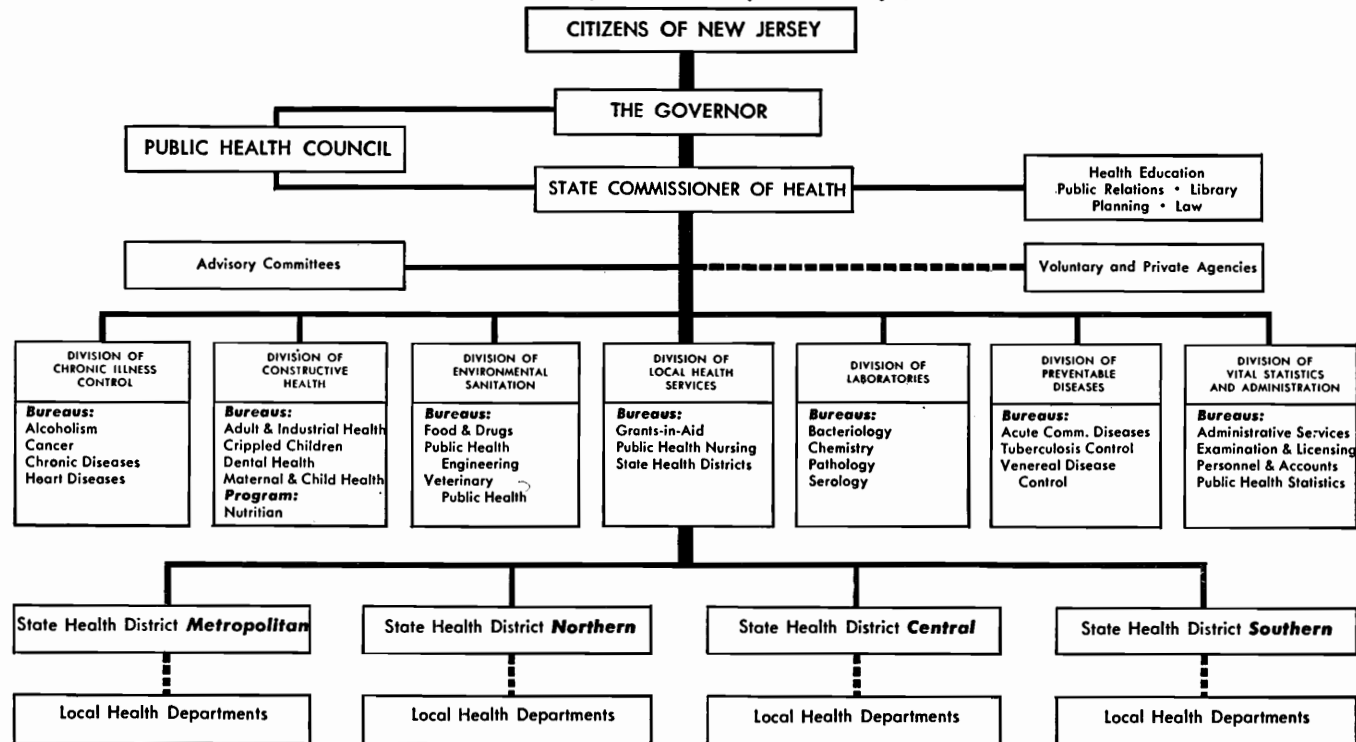 CITIZENS OF NEW JERSEY
THE GOVERNOR
PUBLIC HEALTH COUNCIL
STATE COMMISSIONER OF HEALTH
Health Education
Public Relations • Library
Planning • Law
Advisory Committees
Voluntary and Private Agencies
DIVISION OF
CHRONIC ILLNESS
CONTROL
Bureaus:
Alcoholism
Cancer
Chronic Diseases
Heart Diseases
DIVISION OF
CONSTRUCTIVE
HEALTH
Bureaus:
Adult & Industrial Health
Crippled Children
Dental Health
Maternal & Child Health
Program:
Nutritian
DIVISION OF
ENVIRONMENTAL
SANITATION
Bureaus:
Food & Drugs
Public Health
Engineering
Veterinary
Public Health
DIVISION OF
LOCAL HEALTH
SERVICES
Bureaus:
Grants-in-Aid
Public Health Nursing
State Health Districts
DIVISION OF
LABORATORIES
Bureaus:
Bacteriology
Chemistry
Pathology
Serology
DIVISION OF
PREVENTABLE
DISEASES
Bureaus:
Acute Comm. Diseases
Tuberculosis Control
Venereal Disease
Control
DIVISION OF
VITAL STATISTICS
AND ADMINISTRATION
Bureaus:
Administrative Services
Examination & Licensing
Personnel & Accounts
Public Health Statistics
State Health District Metropolitan
State Health District Northern
State Health District Central
State Health District Southern
Local Health Departments
Local Health Departments
Local Health Departments
Local Health Departments